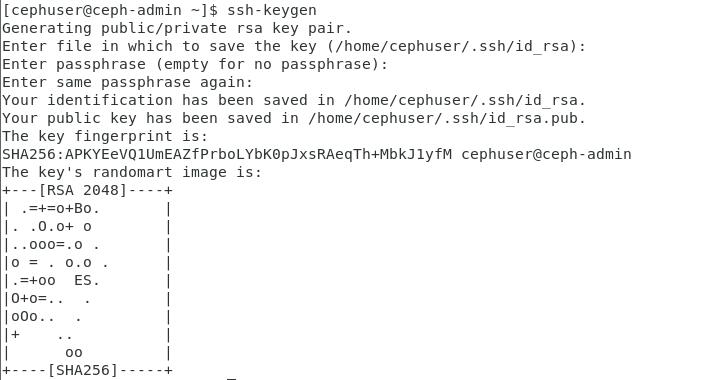 [cephuser@ceph-admin ~]$ ssh-keygen
Generating public/private rsa key pair.
Enter file in which to save the key (/home/cephuser/.ssh/id_rsa):
Enter passphrase (empty for no passphrase):
Enter same passphrase again:
Your identification has been saved in /home/cephuser/.ssh/id_rsa.
Your public key has been saved in /home/cephuser/.ssh/id_rsa.pub.
The key fingerprint is:
SHA256:APKYEeVQ1UmEAZfPrboLYbK0pJxsRAeqTh+MbkJ1yfM cephuser@ceph-admin
The key's randomart image is:
+---[RSA 2048]----+
| .=+=o+Bo.       |
|. .O.o+ o        |
|..ooo=.o .       |
|o = . o.o .      |
|.=+oo  ES.       |
|O+o=..  .        |
|oOo..  .         |
|+    ..          |
|      oo         |
+----[SHA256]-----+